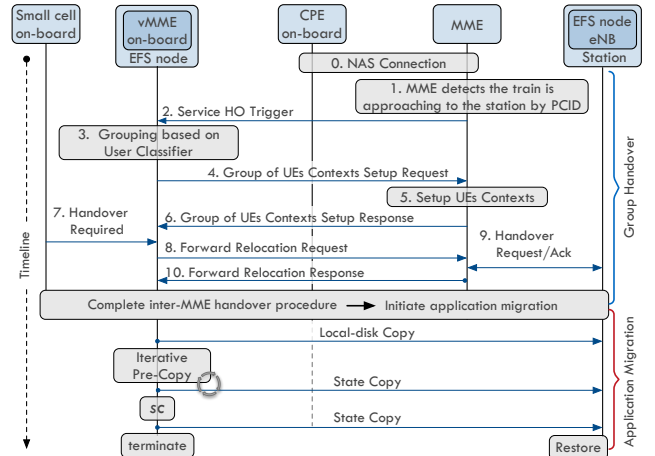 Small cell
on-board
vMME
on-board
EFS node
CPE
on-board
MME
EFS node
eNB
Station
0. NAS Connection
1. MME detects the train is
approaching to the station by PCID
2. Service HO Trigger
3. Grouping based on
User Classifier
4. Group of UEs Contexts Setup Request
5. Setup UEs Contexts
6. Group of UEs Contexts Setup Response
7. Handover
Required
8. Forward Relocation Request
9. Handover
Request/Ack
10. Forward Relocation Response
Complete inter-MME handover procedure → Initiate application migration
Local-disk Copy
Iterative
Pre-Copy
State Copy
SC
State Copy
terminate
Restore
Timeline
Group Handover
Application Migration